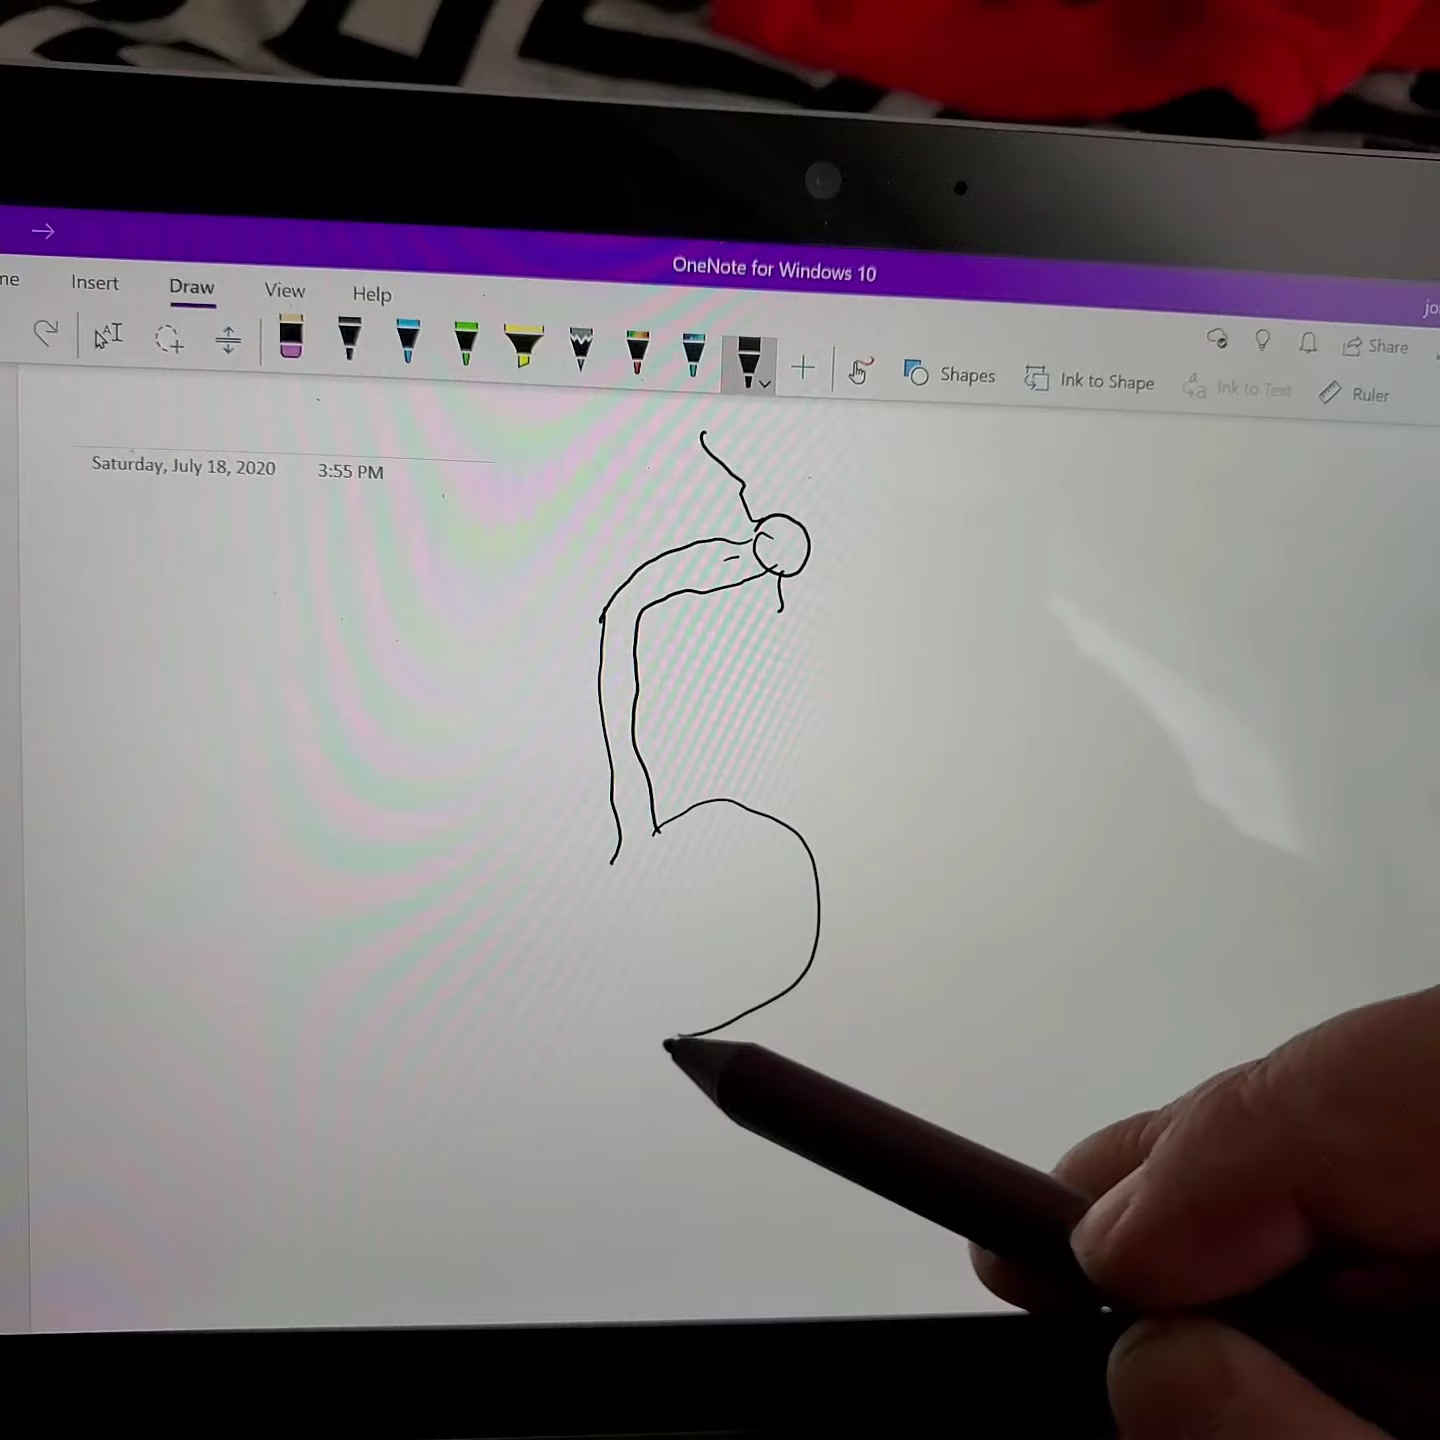 OneNote for Windows 10
Insert Draw View Help
Share
Shapes Ink to Shape Ink to Text Ruler
Saturday, July 18, 2020 3:55 PM